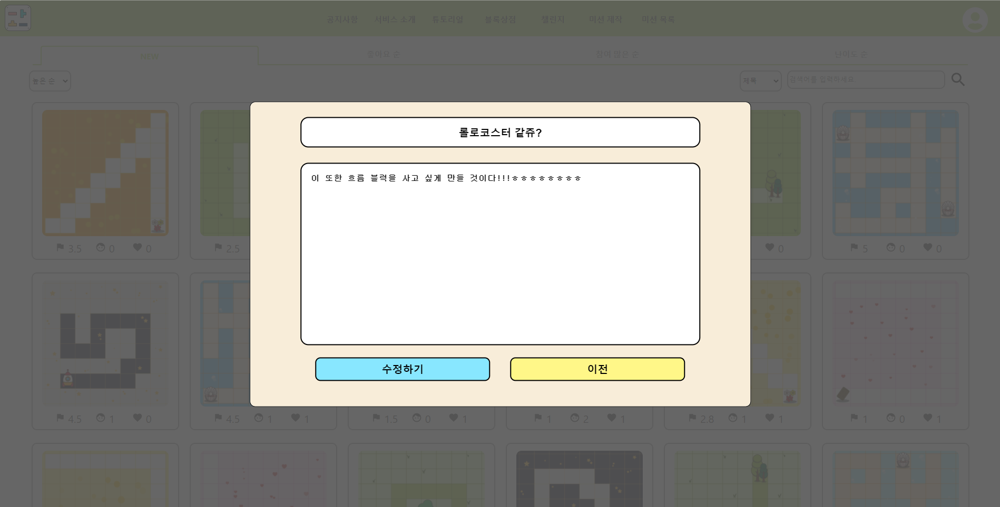 공지사항 서비스 소개 튜토리얼 블록상점 챌린지 미션 제작 미션 목록
NEW 좋아요 순 참여 많은 순 난이도 순
높은 순 제목 검색어를 입력하세요.
롤로코스터 같쥬?
이 또한 흐름 블럭을 사고 싶게 만들 것이다!!!ㅎㅎㅎㅎㅎㅎㅎㅎ
수정하기 이전
3.5 0 0 2.5 0 5 0 0
4.5 1 0 4.5 1 1 1.5 0 1 1 2 1 2.8 1 1 1 0 1